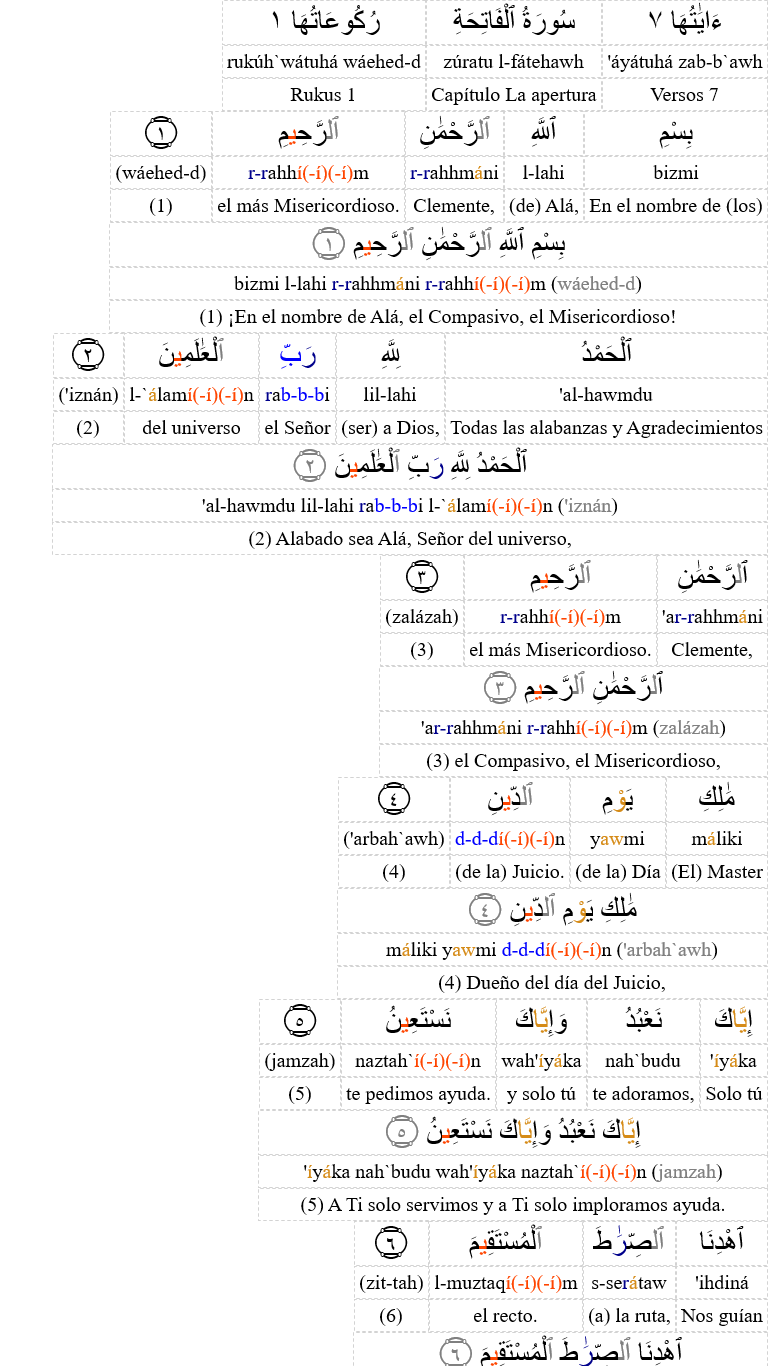 ءَايَٰتُهَا ٧ سُورَةُ ٱلْفَاتِحَةِ رُكُوعَاتُهَا ١
'áyátuhá zab-b`awh zúratu l-fátehawh rukúh`wátuhá wáehed-d
Versos 7 Capítulo La apertura Rukus 1
بِسْمِ ٱللَّهِ ٱلرَّحْمَٰنِ ٱلرَّحِيمِ ١
bizmi l-lahi r-rahhmáni r-rahhí(-í)(-í)m (wáehed-d)
En el nombre de (los) (de) Alá, Clemente, el más Misericordioso. (1)
بِسْمِ ٱللَّهِ ٱلرَّحْمَٰنِ ٱلرَّحِيمِ ١
bizmi l-lahi r-rahhmáni r-rahhí(-í)(-í)m (wáehed-d)
(1) ¡En el nombre de Alá, el Compasivo, el Misericordioso!
ٱلْحَمْدُ لِلَّهِ رَبِّ ٱلْعَٰلَمِينَ ٢
'al-hawmdu lil-lahi rab-b-bi l-`álamí(-í)(-í)n ('iznán)
Todas las alabanzas y Agradecimientos (ser) a Dios, el Señor del universo (2)
ٱلْحَمْدُ لِلَّهِ رَبِّ ٱلْعَٰلَمِينَ ٢
'al-hawmdu lil-lahi rab-b-bi l-`álamí(-í)(-í)n ('iznán)
(2) Alabado sea Alá, Señor del universo,
ٱلرَّحْمَٰنِ ٱلرَّحِيمِ ٣
'ar-rahhmáni r-rahhí(-í)(-í)m (zalázah)
Clemente, el más Misericordioso. (3)
ٱلرَّحْمَٰنِ ٱلرَّحِيمِ ٣
'ar-rahhmáni r-rahhí(-í)(-í)m (zalázah)
(3) el Compasivo, el Misericordioso,
مَٰلِكِ يَوْمِ ٱلدِّينِ ٤
máliki yawmi d-d-dí(-í)(-í)n ('arbah`awh)
(El) Master (de la) Día (de la) Juicio. (4)
مَٰلِكِ يَوْمِ ٱلدِّينِ ٤
máliki yawmi d-d-dí(-í)(-í)n ('arbah`awh)
(4) Dueño del día del Juicio,
إِيَّاكَ نَعْبُدُ وَإِيَّاكَ نَسْتَعِينُ ٥
'íyáka nah`budu wah'íyáka naztah`í(-í)(-í)n (jamzah)
Solo tú te adoramos, y solo tú te pedimos ayuda. (5)
إِيَّاكَ نَعْبُدُ وَإِيَّاكَ نَسْتَعِينُ ٥
'íyáka nah`budu wah'íyáka naztah`í(-í)(-í)n (jamzah)
(5) A Ti solo servimos y a Ti solo imploramos ayuda.
ٱهْدِنَا ٱلصِّرَٰطَ ٱلْمُسْتَقِيمَ ٦
'ihdiná s-serátaw l-muztaqí(-í)(-í)m (zit-tah)
Nos guían (a) la ruta, el recto. (6)
ٱهْدِنَا ٱلصِّرَٰطَ ٱلْمُسْتَقِيمَ ٦